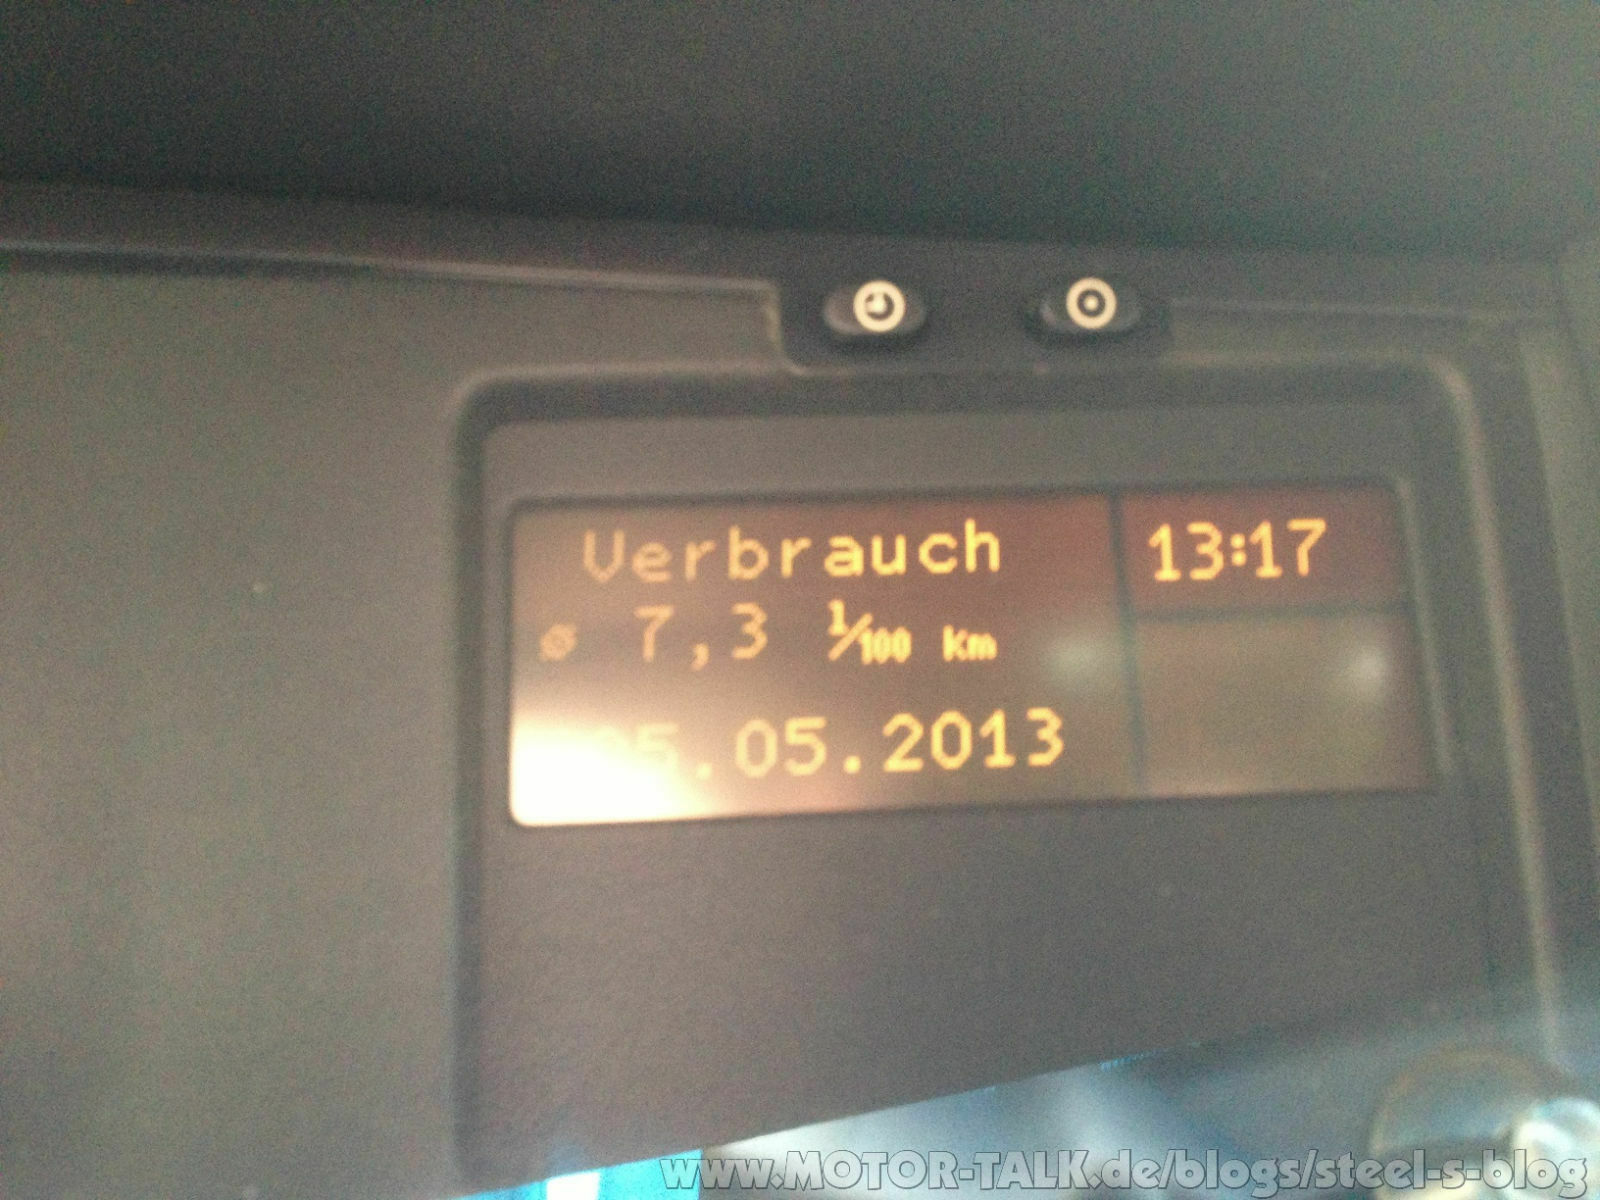 Verbrauch 13:17
ø 7,3 l/100 km
5.05.2013
www.MOTOR-TALK.de/blogs/steel-s-blog